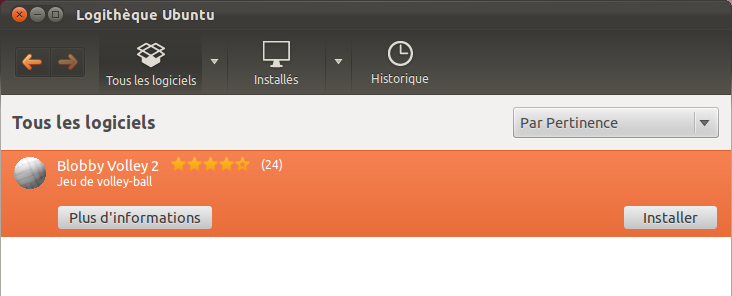 Logithèque Ubuntu
Tous les logiciels
Installés
Historique
Tous les logiciels
Par Pertinence
Blobby Volley 2 (24)
Jeu de volley-ball
Plus d'informations
Installer